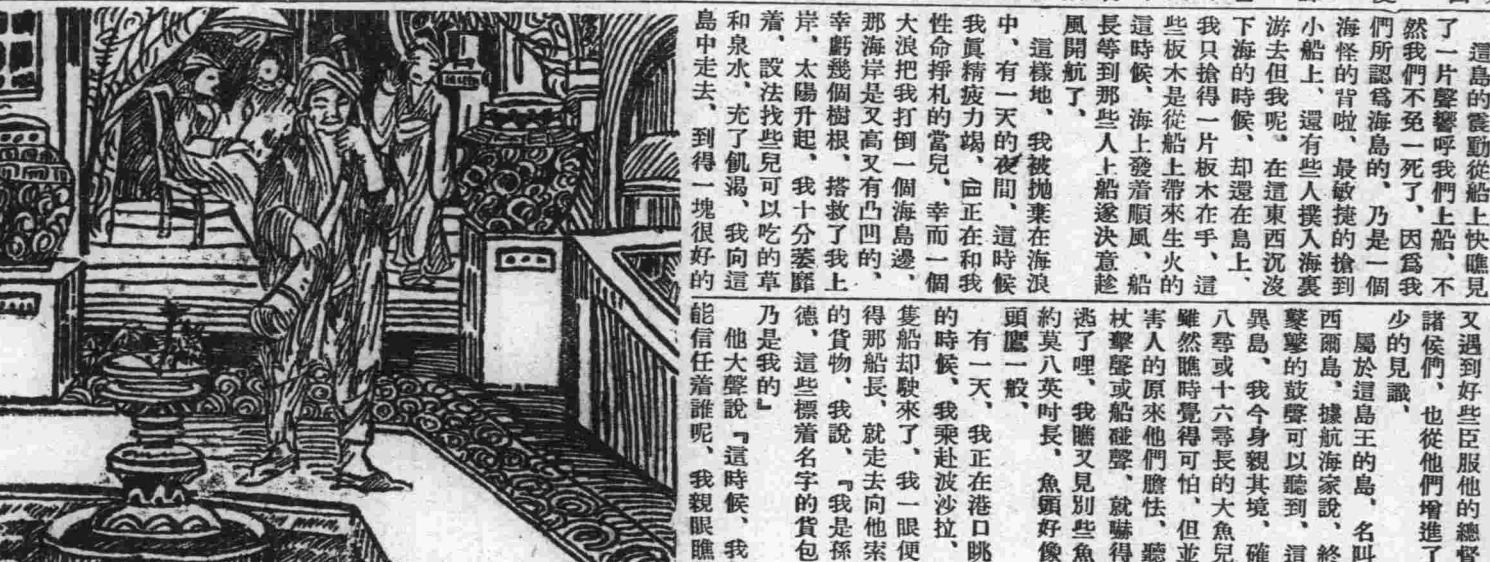 這島的震動從船上快瞧見
了一片聲響呼我們上船、不
然我們不免一死了、因爲我
們所認爲海島的、乃是一個
海怪的背啦、最敏捷的搶到
小船上、還有些人撲入海裏
游去但我呢、在這東西沉沒
下海的時候、却還在島上、
我只搶得一片板木在手、這
些板木是從船上帶來生火的
這時候、海上發着順風、船
長等到那些人上船遂決意趁
風開航了。
這樣地、我被抛棄在海浪
中、有一天的夜間、這時候
我眞精疲力竭、正在和我
性命掙札的當兒、幸而一個
大浪把我打倒一個海島邊、
那海岸是又高又有凸凹的、
幸虧幾個樹根、搭救了我上
岸、太陽升起、我十分萎靡
着、設法找些兒可以吃的草
和泉水、充了飢渴、我向這
島中走去、到得一塊很好的
又遇到好些臣服他的總督
諸侯們、也從他們增進了
少的見識、
屬於這島王的島、名叫
西爾島、據航海家說、終
鼕鼕的鼓聲可以聽到、這
異島、我今身親其境、確
八尋或十六尋長的大魚兒
雖然瞧時覺得可怕、但並
害人的原來他們膽怯、聽
杖擊聲或船碰聲、就嚇得
逃了哩、我瞧又見別些魚
約莫八英吋長、魚頭好像
頭鷹一般、
有一天、我正在港口眺
的時候、我乘赴波沙拉、
隻船却駛來了、我一眼便
得那船長、就走去向他索
的貨物、我說、『我是孫
德、這些標着名字的貨包
乃是我的』
他大聲說『這時候、我
能信任着誰呢、我親眼瞧